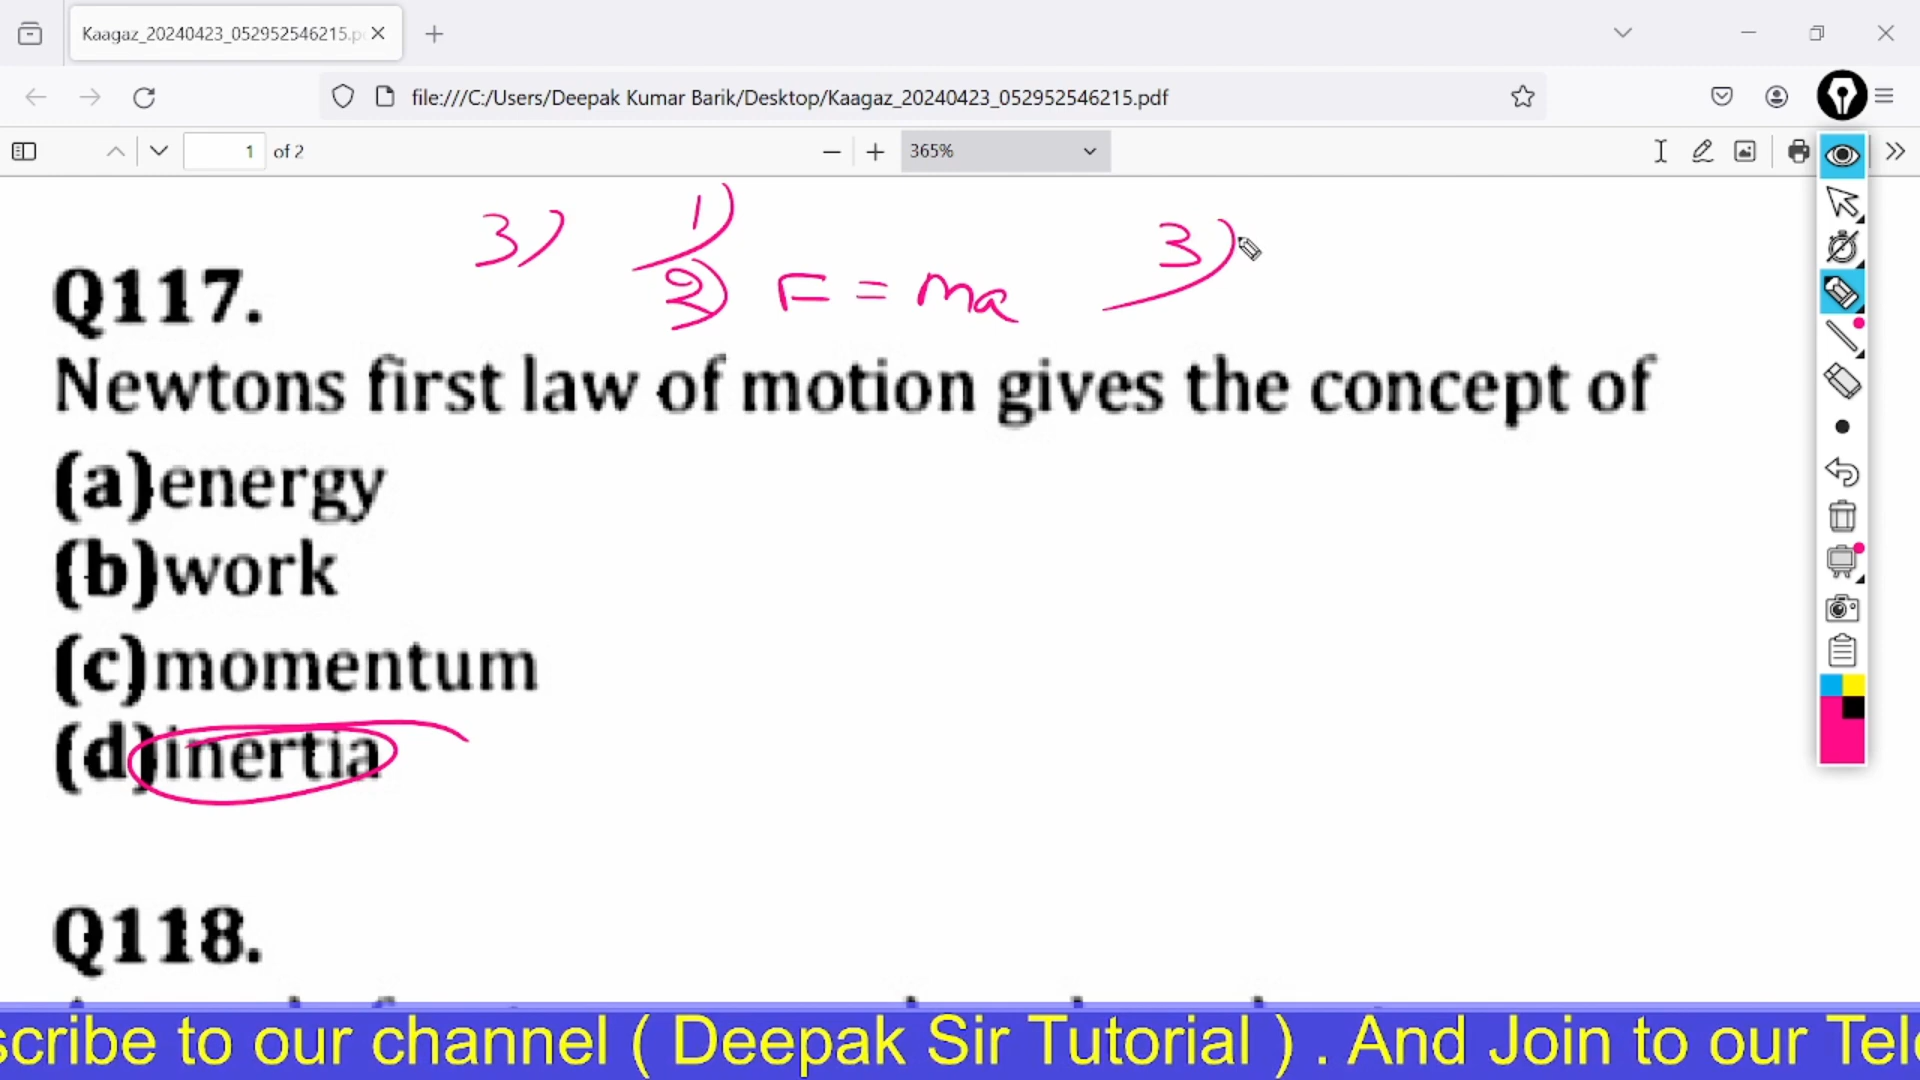 Kaagaz_20240423_052952546215.p
file:///C:/Users/Deepak Kumar Barik/Desktop/Kaagaz_20240423_052952546215.pdf
1 of 2
365%
3) 1) 3)
2) F = ma
Q117.
Newtons first law of motion gives the concept of
(a)energy
(b)work
(c)momentum
(d)inertia
Q118.
scribe to our channel ( Deepak Sir Tutorial ) . And Join to our Tele